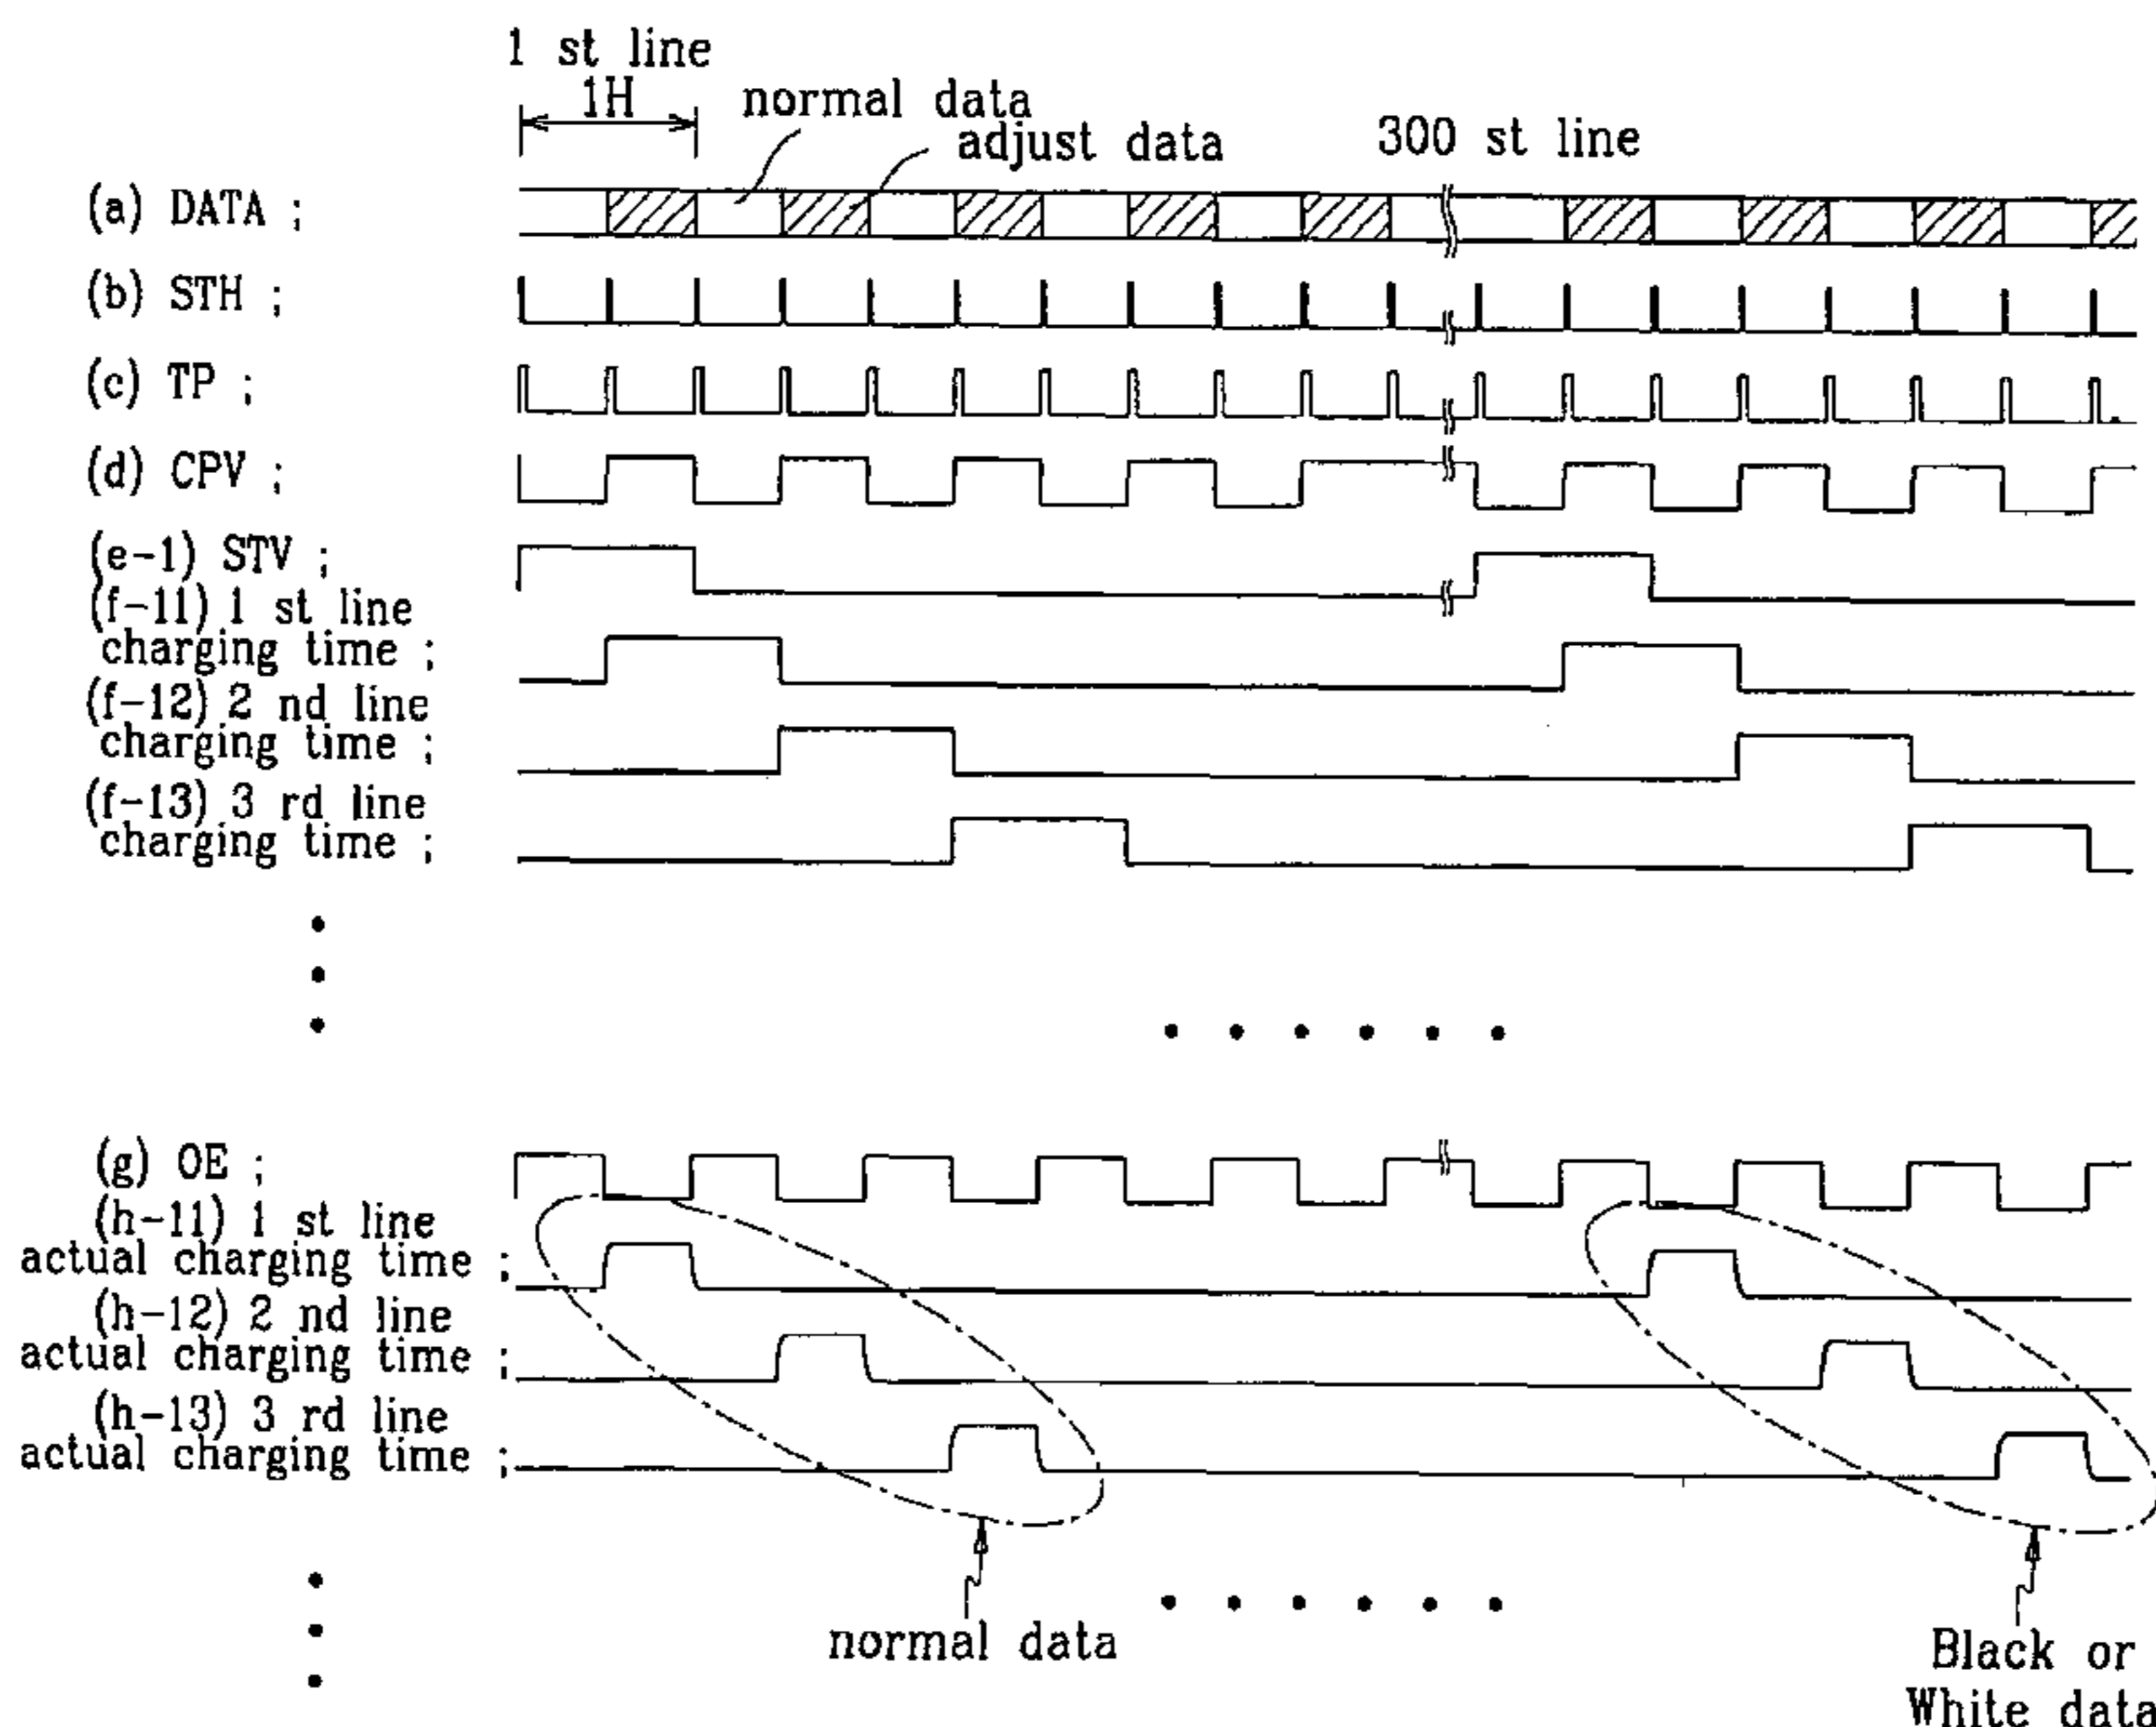 1 st line
1H
normal data
adjust data
300 st line
(a) DATA ;
(b) STH ;
(c) TP ;
(d) CPV ;
(e-1) STV ;
(f-11) 1 st line
charging time ;
(f-12) 2 nd line
charging time ;
(f-13) 3 rd line
charging time ;
(g) OE ;
(h-11) 1 st line
actual charging time ;
(h-12) 2 nd line
actual charging time ;
(h-13) 3 rd line
actual charging time ;
normal data
Black or
White data